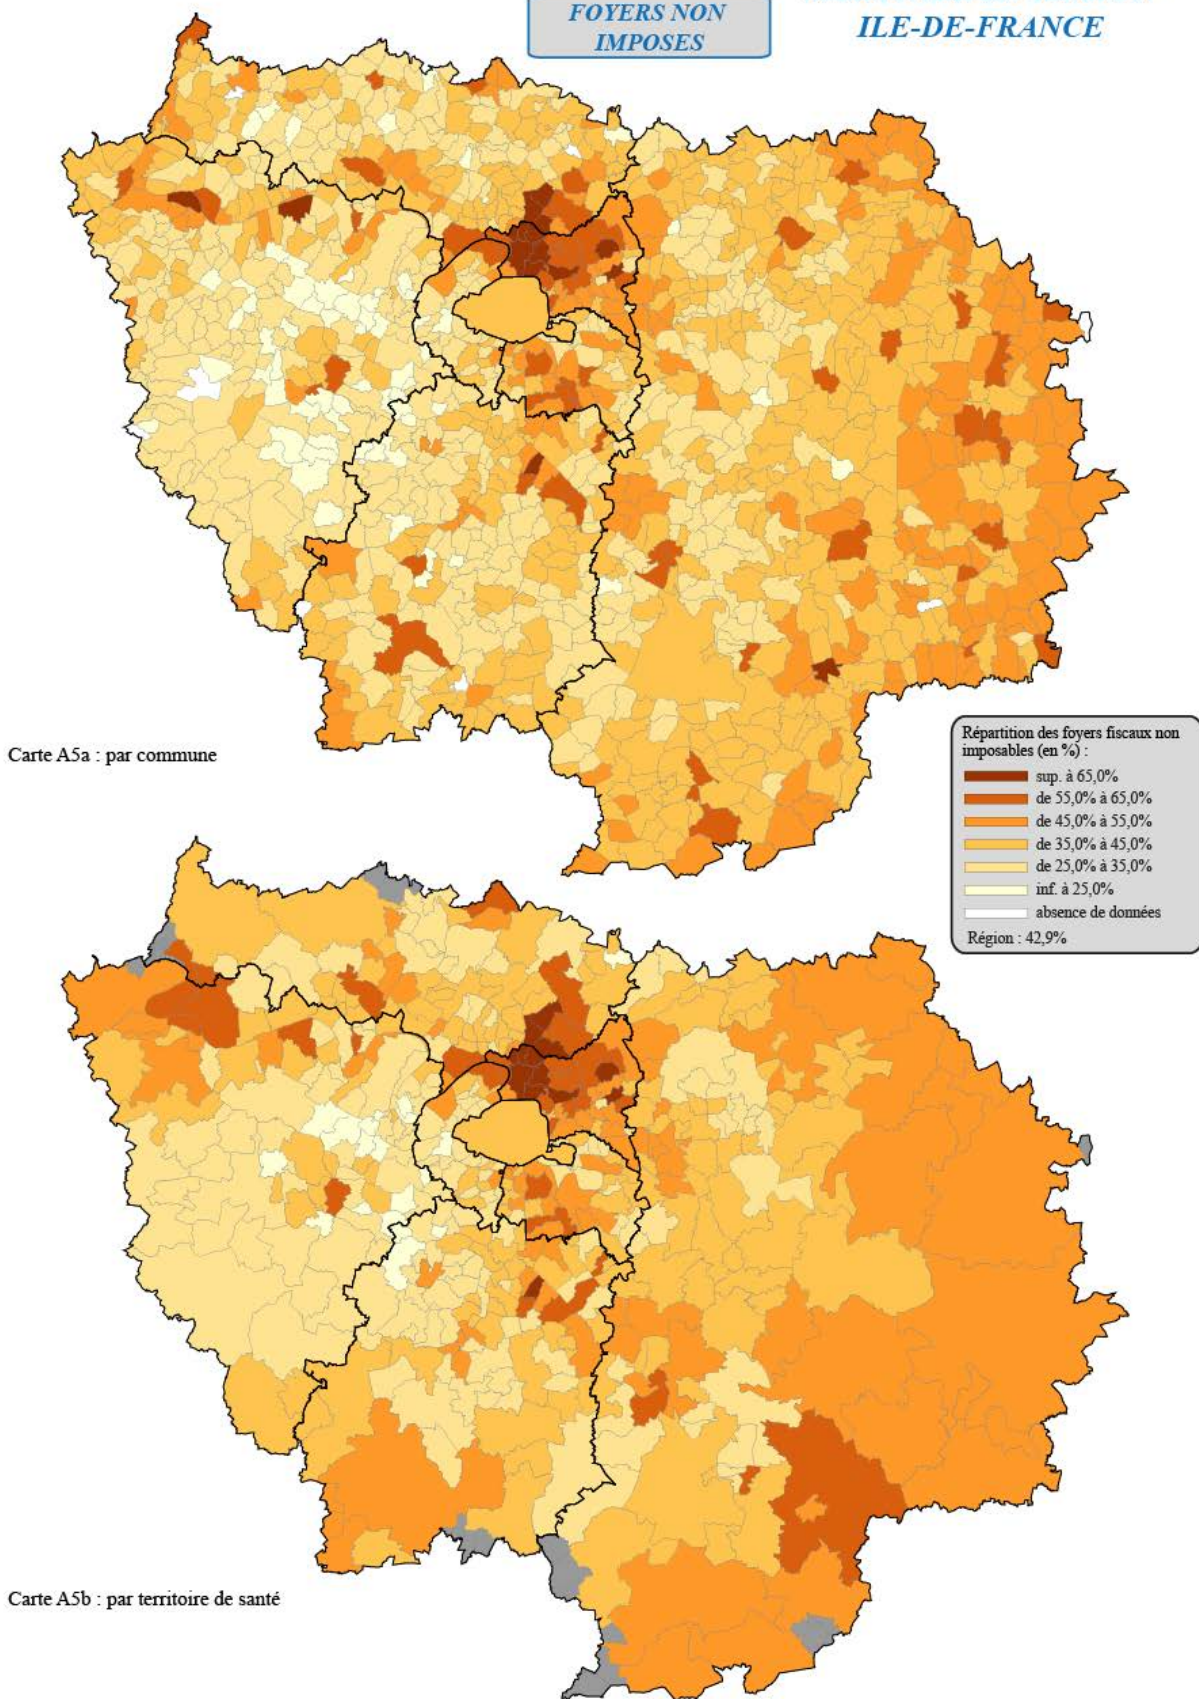 FOYERS NON
IMPOSES
ILE-DE-FRANCE
Carte A5a : par commune
Répartition des foyers fiscaux non
imposables (en %) :
sup. à 65,0%
de 55,0% à 65,0%
de 45,0% à 55,0%
de 35,0% à 45,0%
de 25,0% à 35,0%
inf. à 25,0%
absence de données
Région : 42,9%
Carte A5b : par territoire de santé